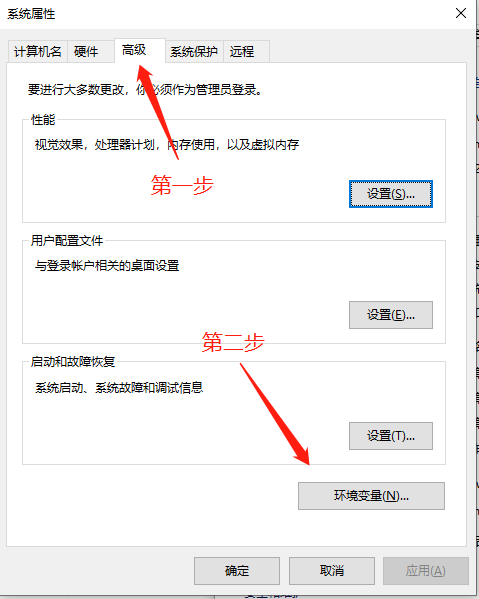 系统属性
计算机名 硬件 高级 系统保护 远程
要进行大多数更改，你必须作为管理员登录。
性能
视觉效果，处理器计划，内存使用，以及虚拟内存
第一步
设置(S)...
用户配置文件
与登录帐户相关的桌面设置
设置(E)...
第二步
启动和故障恢复
系统启动、系统故障和调试信息
设置(T)...
环境变量(N)...
确定 取消 应用(A)